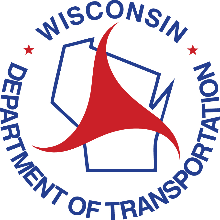 WISCONSIN
DEPARTMENT OF TRANSPORTATION